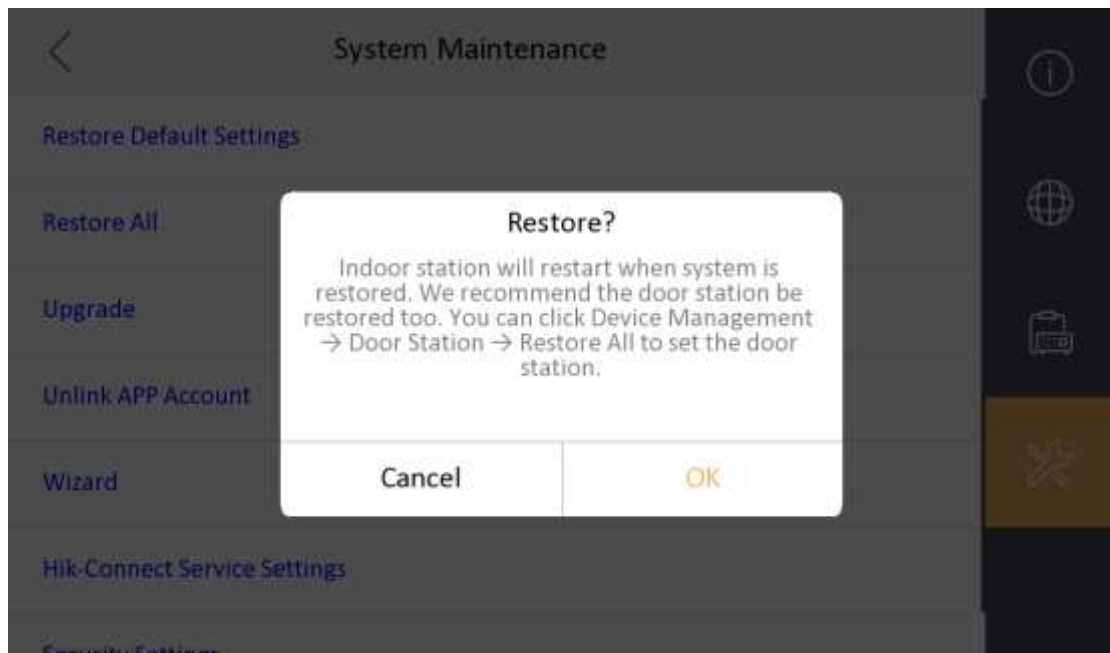 System Maintenance
Restore Default Settings
Restore All
Restore?
Indoor station will restart when system is
restored. We recommend the door station be
restored too. You can click Device Management
→ Door Station → Restore All to set the door
station.
Upgrade
Unlink APP Account
Wizard
Cancel
OK
Hik-Connect Service Settings
Security Settings